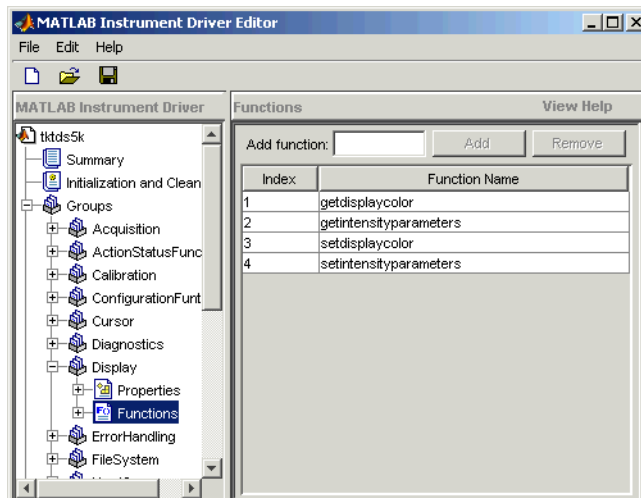 MATLAB Instrument Driver Editor
File Edit Help
MATLAB Instrument Driver
Functions View Help
tktds5k
Summary
Initialization and Clean
Groups
Acquisition
ActionStatusFunc
Calibration
ConfigurationFunt
Cursor
Diagnostics
Display
Properties
Functions
ErrorHandling
FileSystem
Add function: Add Remove
Index Function Name
1 getdisplaycolor
2 getintensityparameters
3 setdisplaycolor
4 setintensityparameters